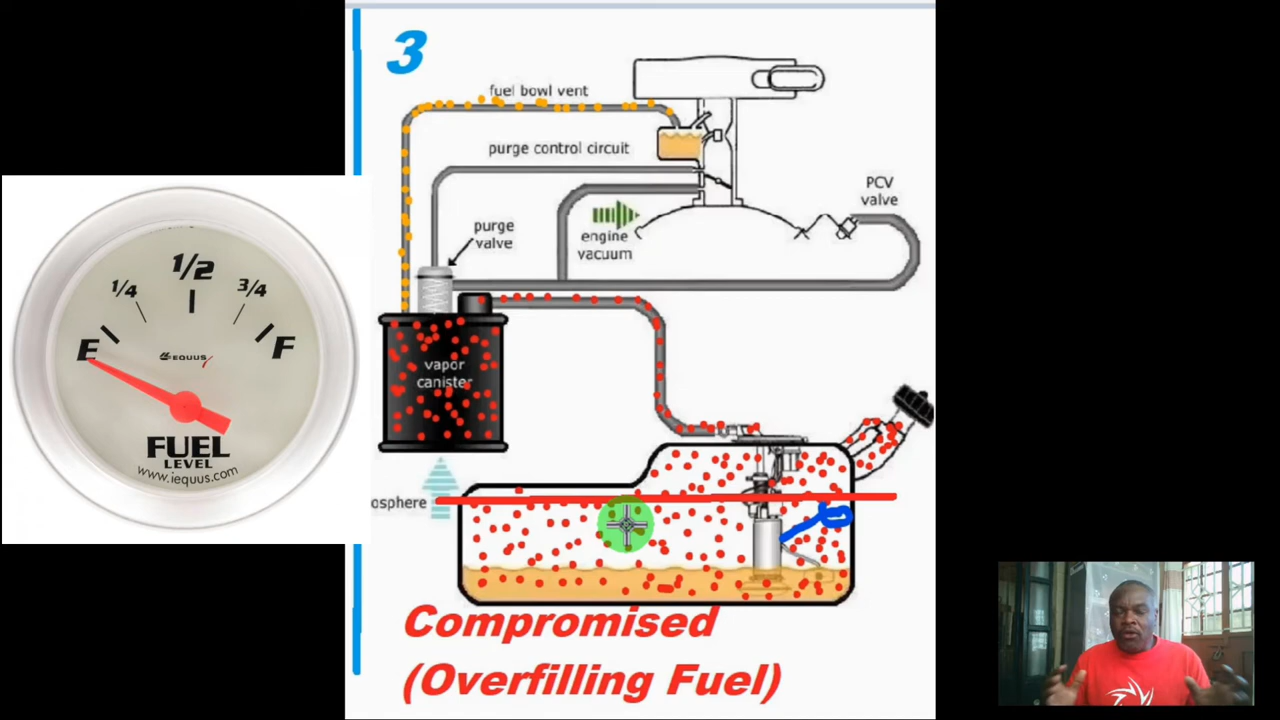 3
fuel bowl vent
purge control circuit
PCV
valve
purge
valve
engine
vacuum
1/4
1/2
3/4
E
F
EQUUS
FUEL
LEVEL
www.iequus.com
vapor
canister
osphere
Compromised
(Overfilling Fuel)